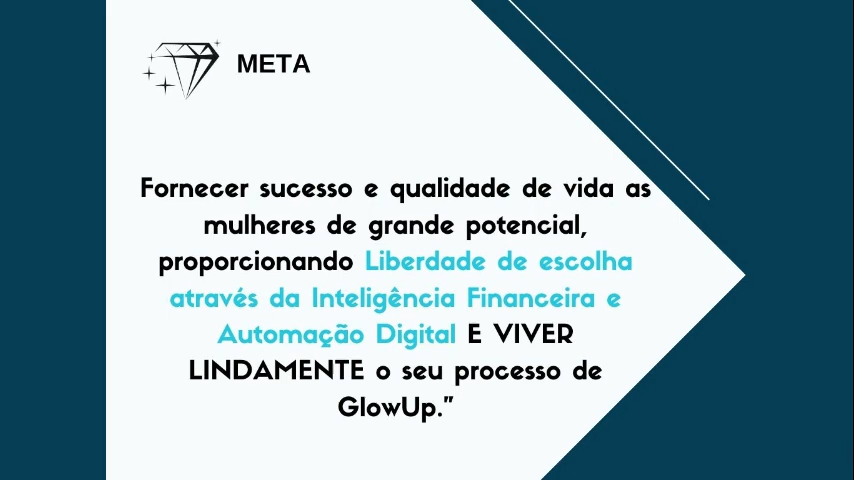 META
Fornecer sucesso e qualidade de vida as
mulheres de grande potencial,
proporcionando Liberdade de escolha
através da Inteligência Financeira e
Automação Digital E VIVER
LINDAMENTE o seu processo de
GlowUp."